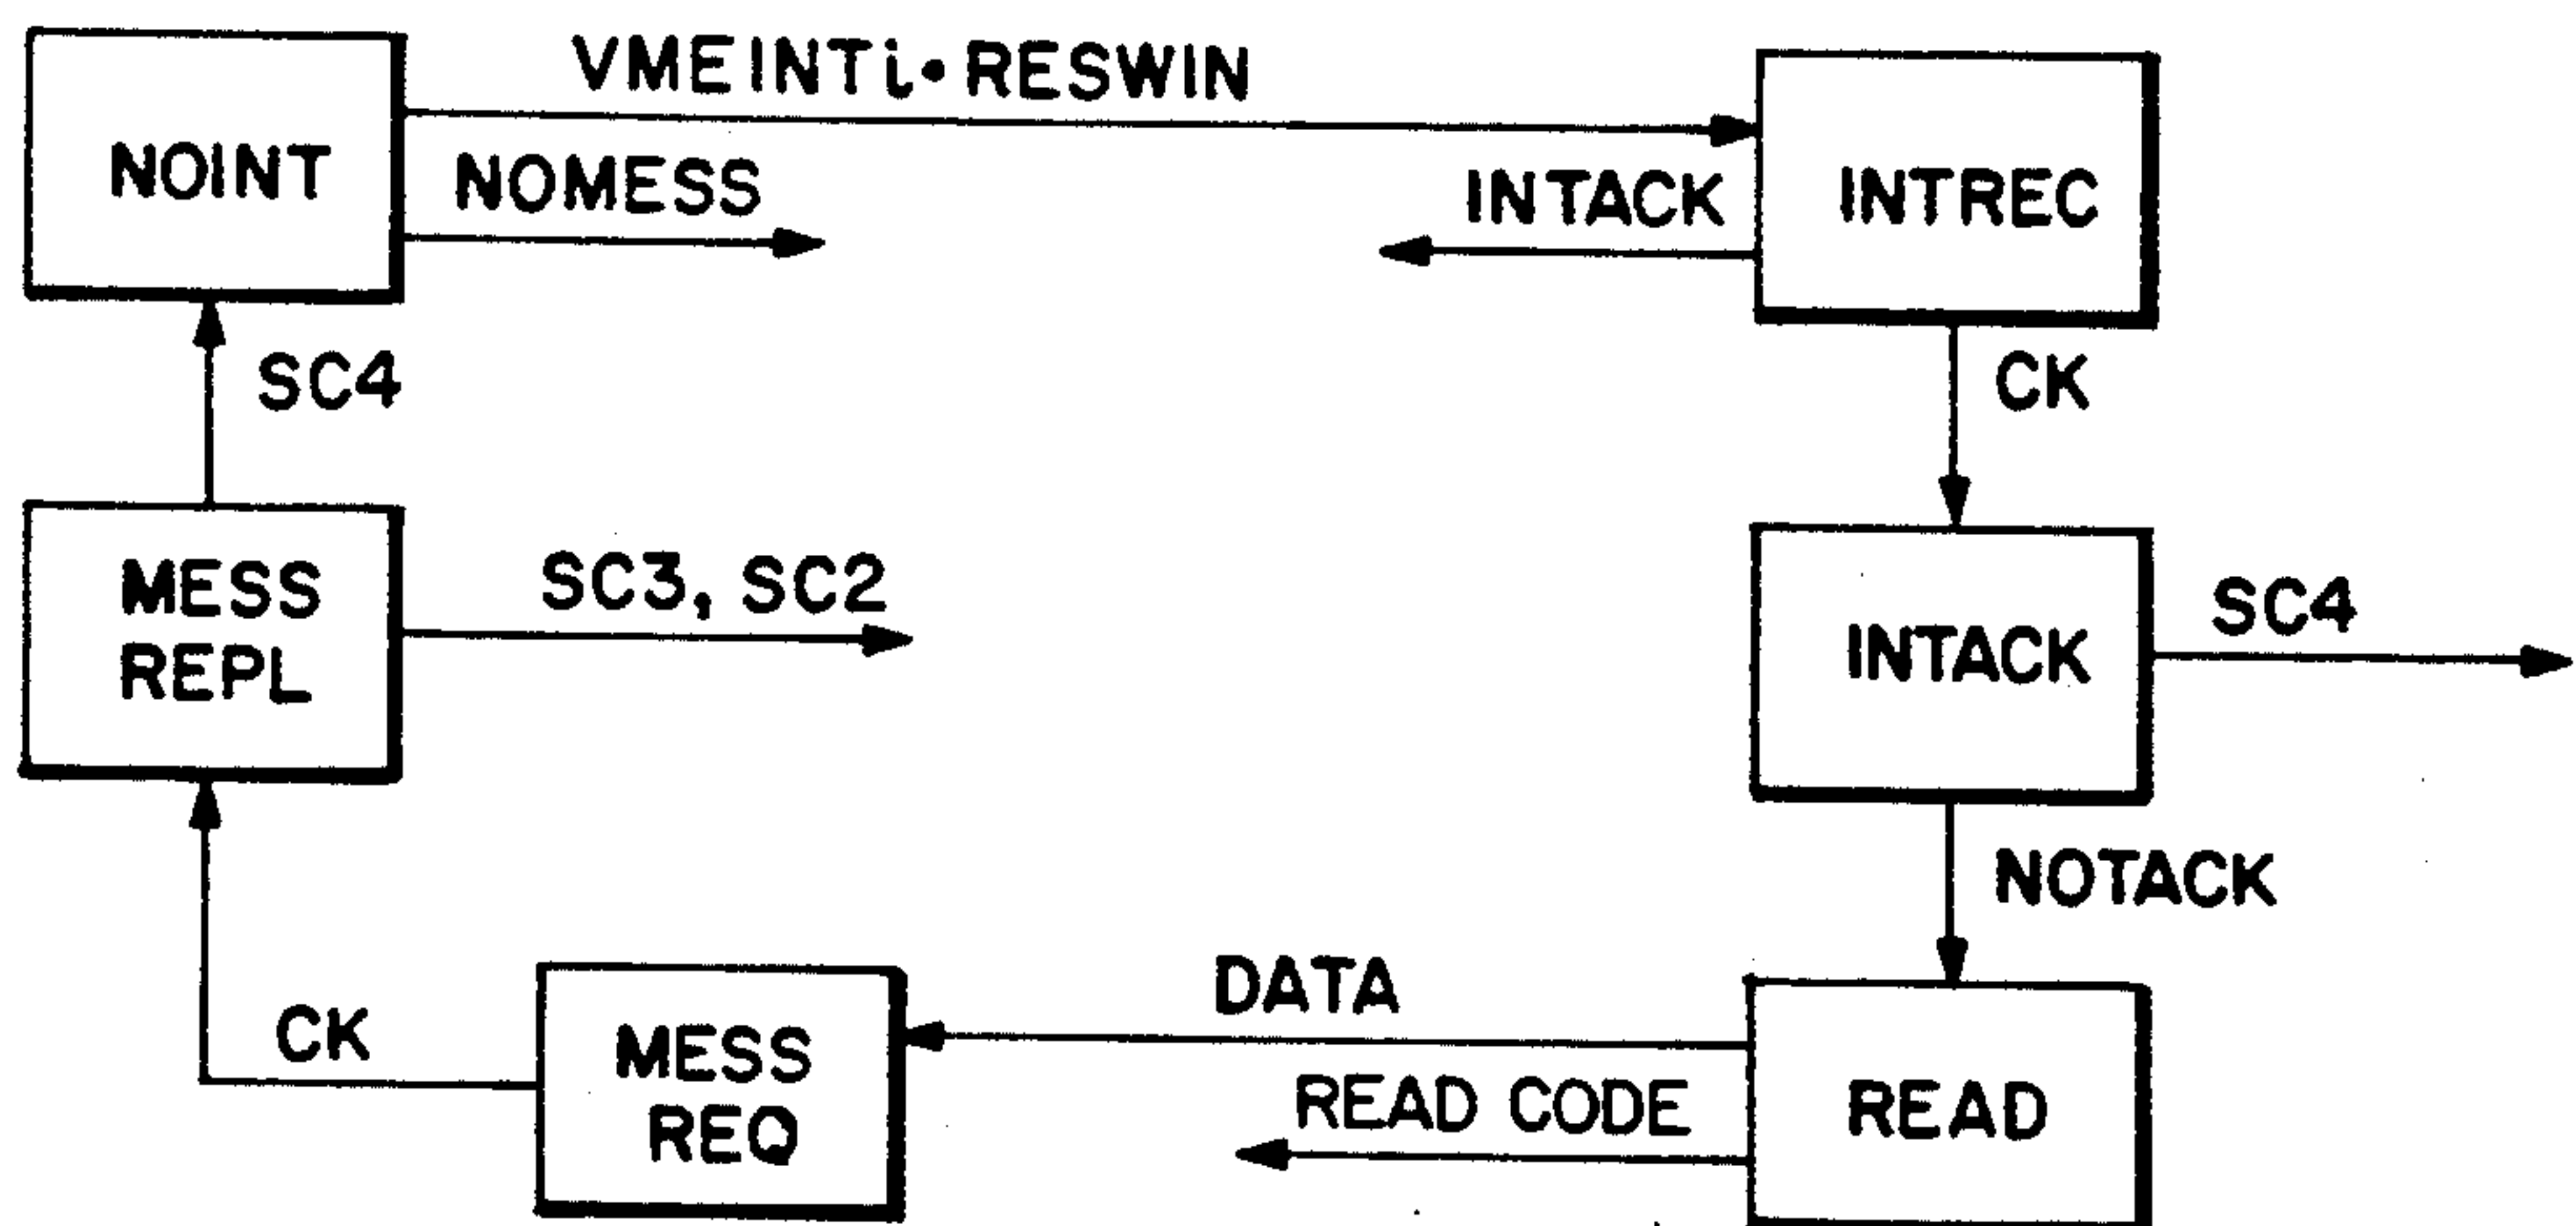 VMEINTi•RESWIN
NOINT
NOMESS
INTACK
INTREC
SC4
CK
MESS
REPL
SC3, SC2
INTACK
SC4
NOTACK
DATA
CK
MESS
REQ
READ CODE
READ